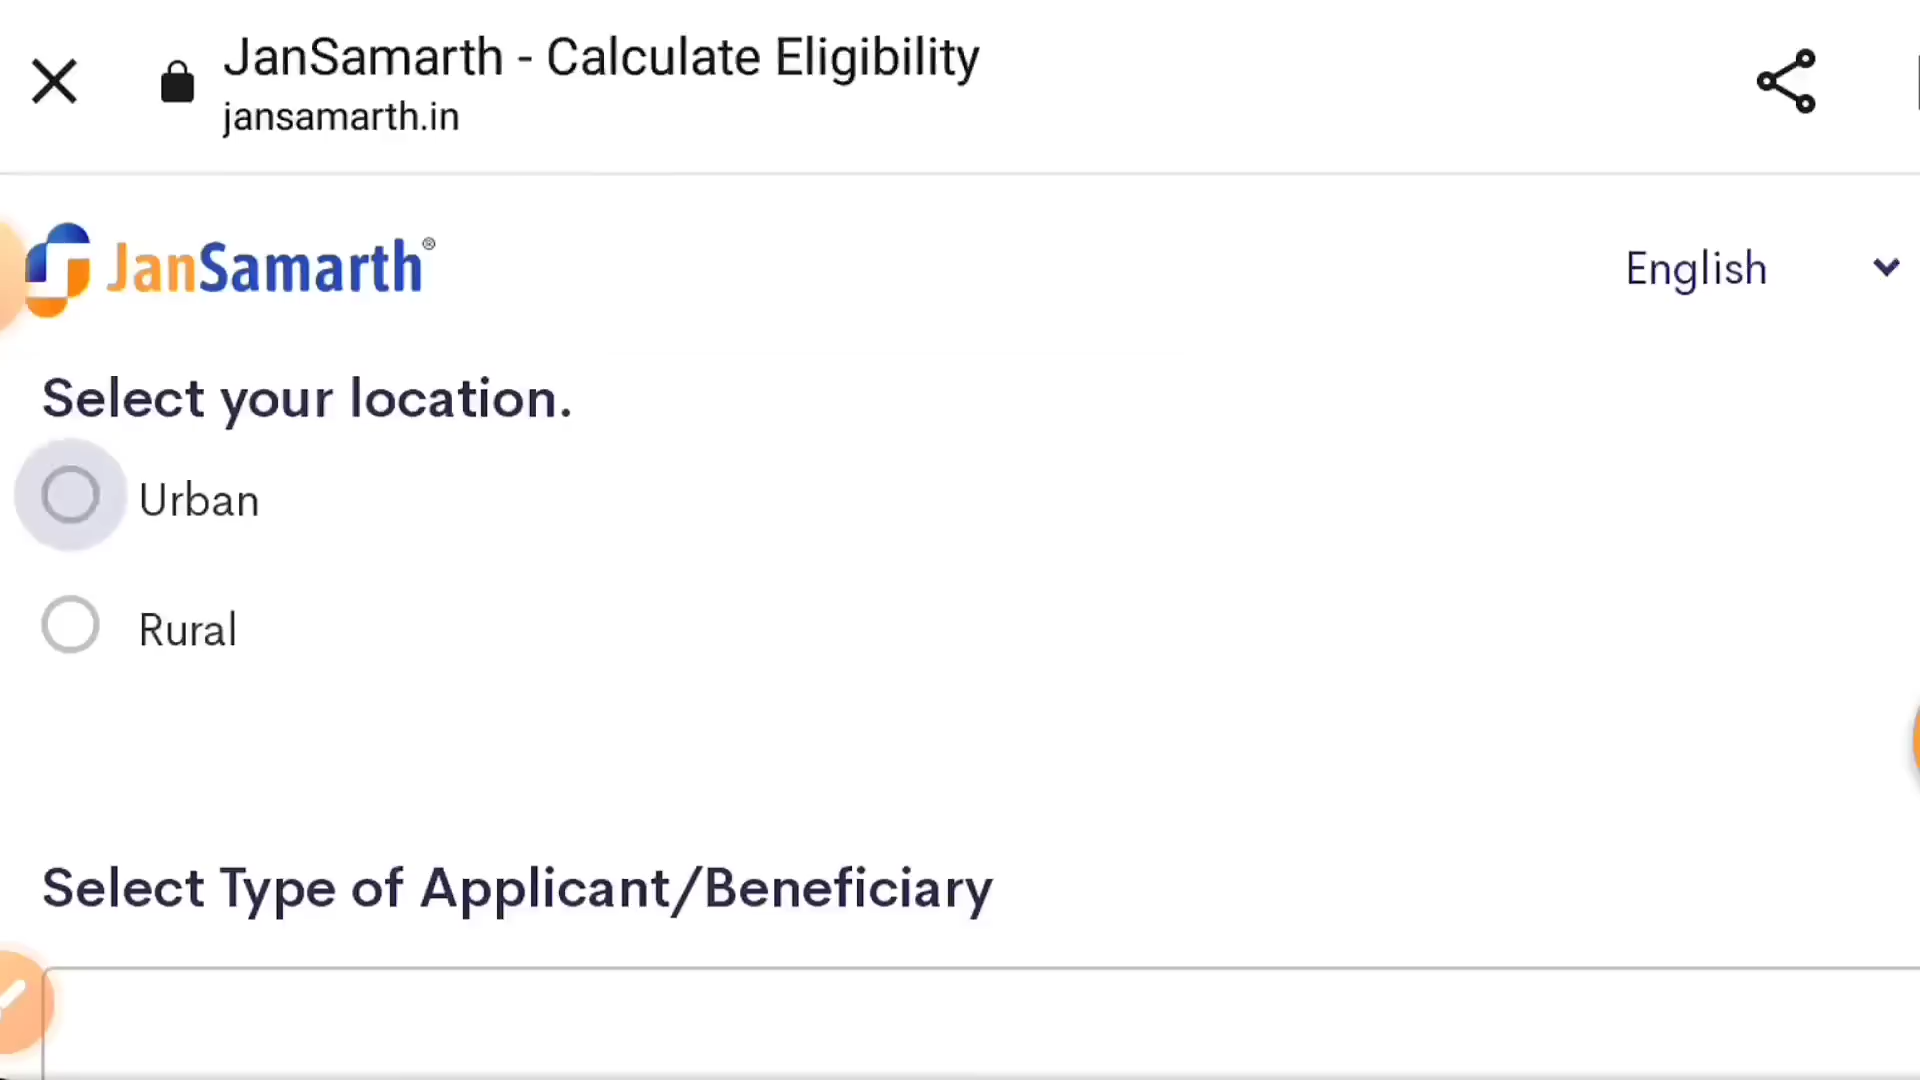 JanSamarth - Calculate Eligibility
jansamarth.in
JanSamarth®
English
Select your location.
Urban
Rural
Select Type of Applicant/Beneficiary